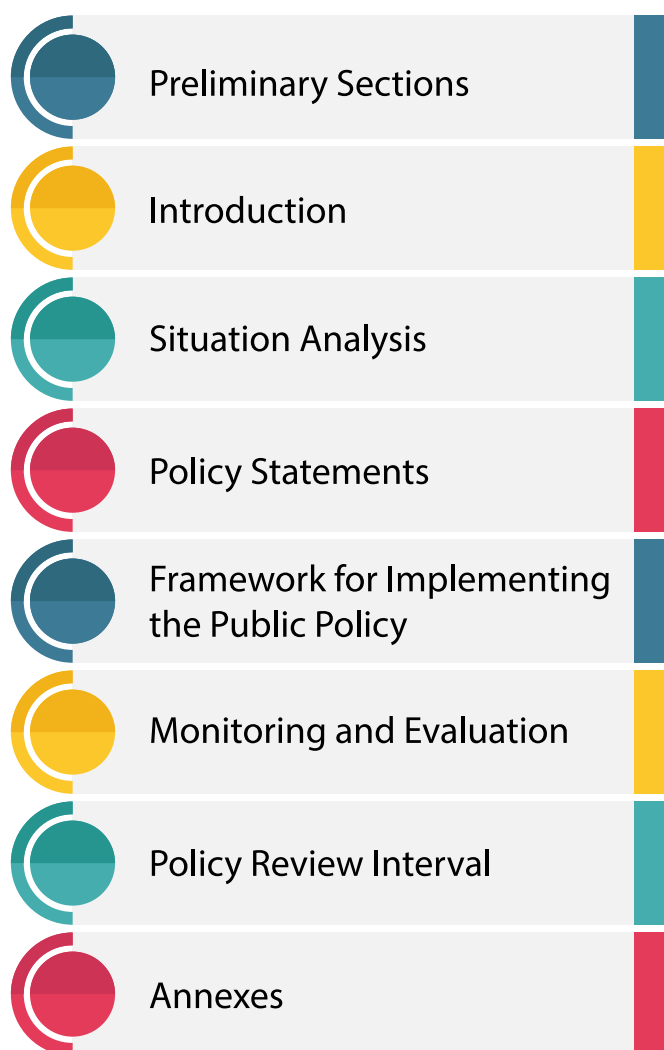 Preliminary Sections
Introduction
Situation Analysis
Policy Statements
Framework for Implementing
the Public Policy
Monitoring and Evaluation
Policy Review Interval
Annexes